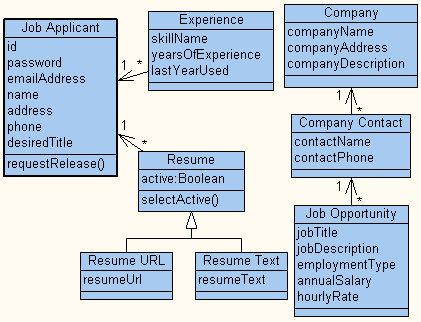 Job Applicant
id
password
emailAddress
name
address
phone
desiredTitle
requestRelease()
1
*
Experience
skillName
yearsOfExperience
lastYearUsed
1
*
Resume
active:Boolean
selectActive()
Resume URL
resumeUrl
Resume Text
resumeText
Company
companyName
companyAddress
companyDescription
1
*
Company Contact
contactName
contactPhone
1
*
Job Opportunity
jobTitle
jobDescription
employmentType
annualSalary
hourlyRate